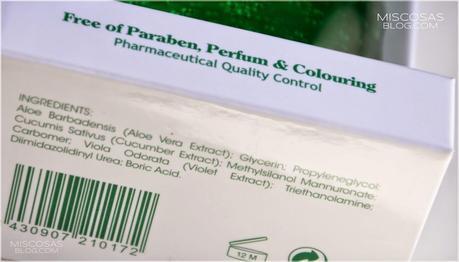 MISCOSAS
BLOG.COM
Free of Paraben, Perfum & Colouring
Pharmaceutical Quality Control
INGREDIENTS:
Aloe Barbadensis (Aloe Vera Extract); Glycerin; Propyleneglycol;
Cucumis Sativus (Cucumber Extract); Methylsilanol Mannuronate;
Carbomer; Viola Odorata (Violet Extract); Triethanolamine;
Diimidazolidinyl Urea; Boric Acid.
430907 210172
12 M
MISCOSAS
BLOG.COM